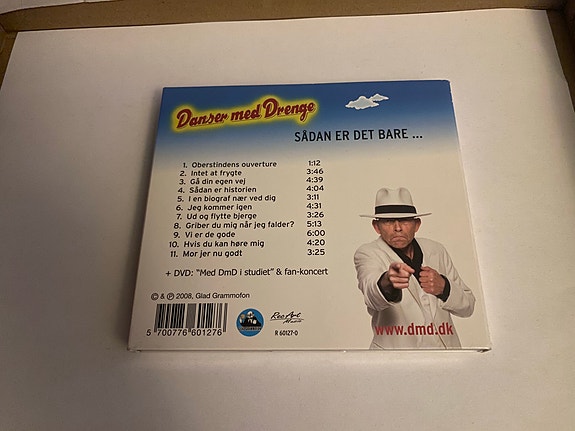 Danser med Drenge
SÅDAN ER DET BARE ...
1. Oberstindens ouverture 1:12
2. Intet at frygte 3:46
3. Gå din egen vej 4:39
4. Sådan er historien 4:04
5. I en biograf nær ved dig 3:11
6. Jeg kommer igen 4:31
7. Ud og flytte bjerge 3:26
8. Griber du mig når jeg falder? 5:13
9. Vi er de gode 6:00
10. Hvis du kan høre mig 4:20
11. Mor jer nu godt 3:25
+ DVD: "Med DmD i studiet" & fan-koncert
© & ℗ 2008, Glad Grammofon
5 700776 601276
RecArt
Music
R 60127-0
www.dmd.dk